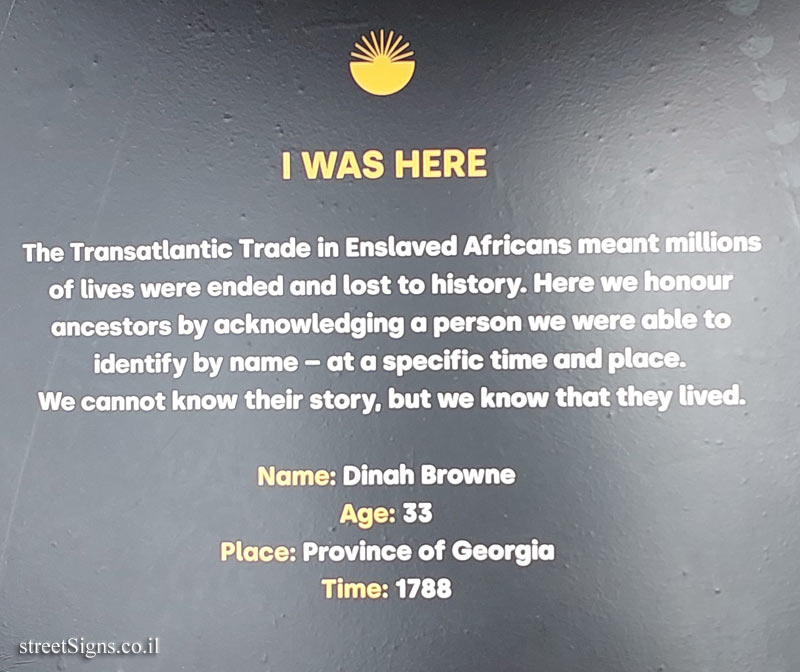 I WAS HERE
The Transatlantic Trade in Enslaved Africans meant millions
of lives were ended and lost to history. Here we honour
ancestors by acknowledging a person we were able to
identify by name – at a specific time and place.
We cannot know their story, but we know that they lived.
Name: Dinah Browne
Age: 33
Place: Province of Georgia
Time: 1788
streetSigns.co.il